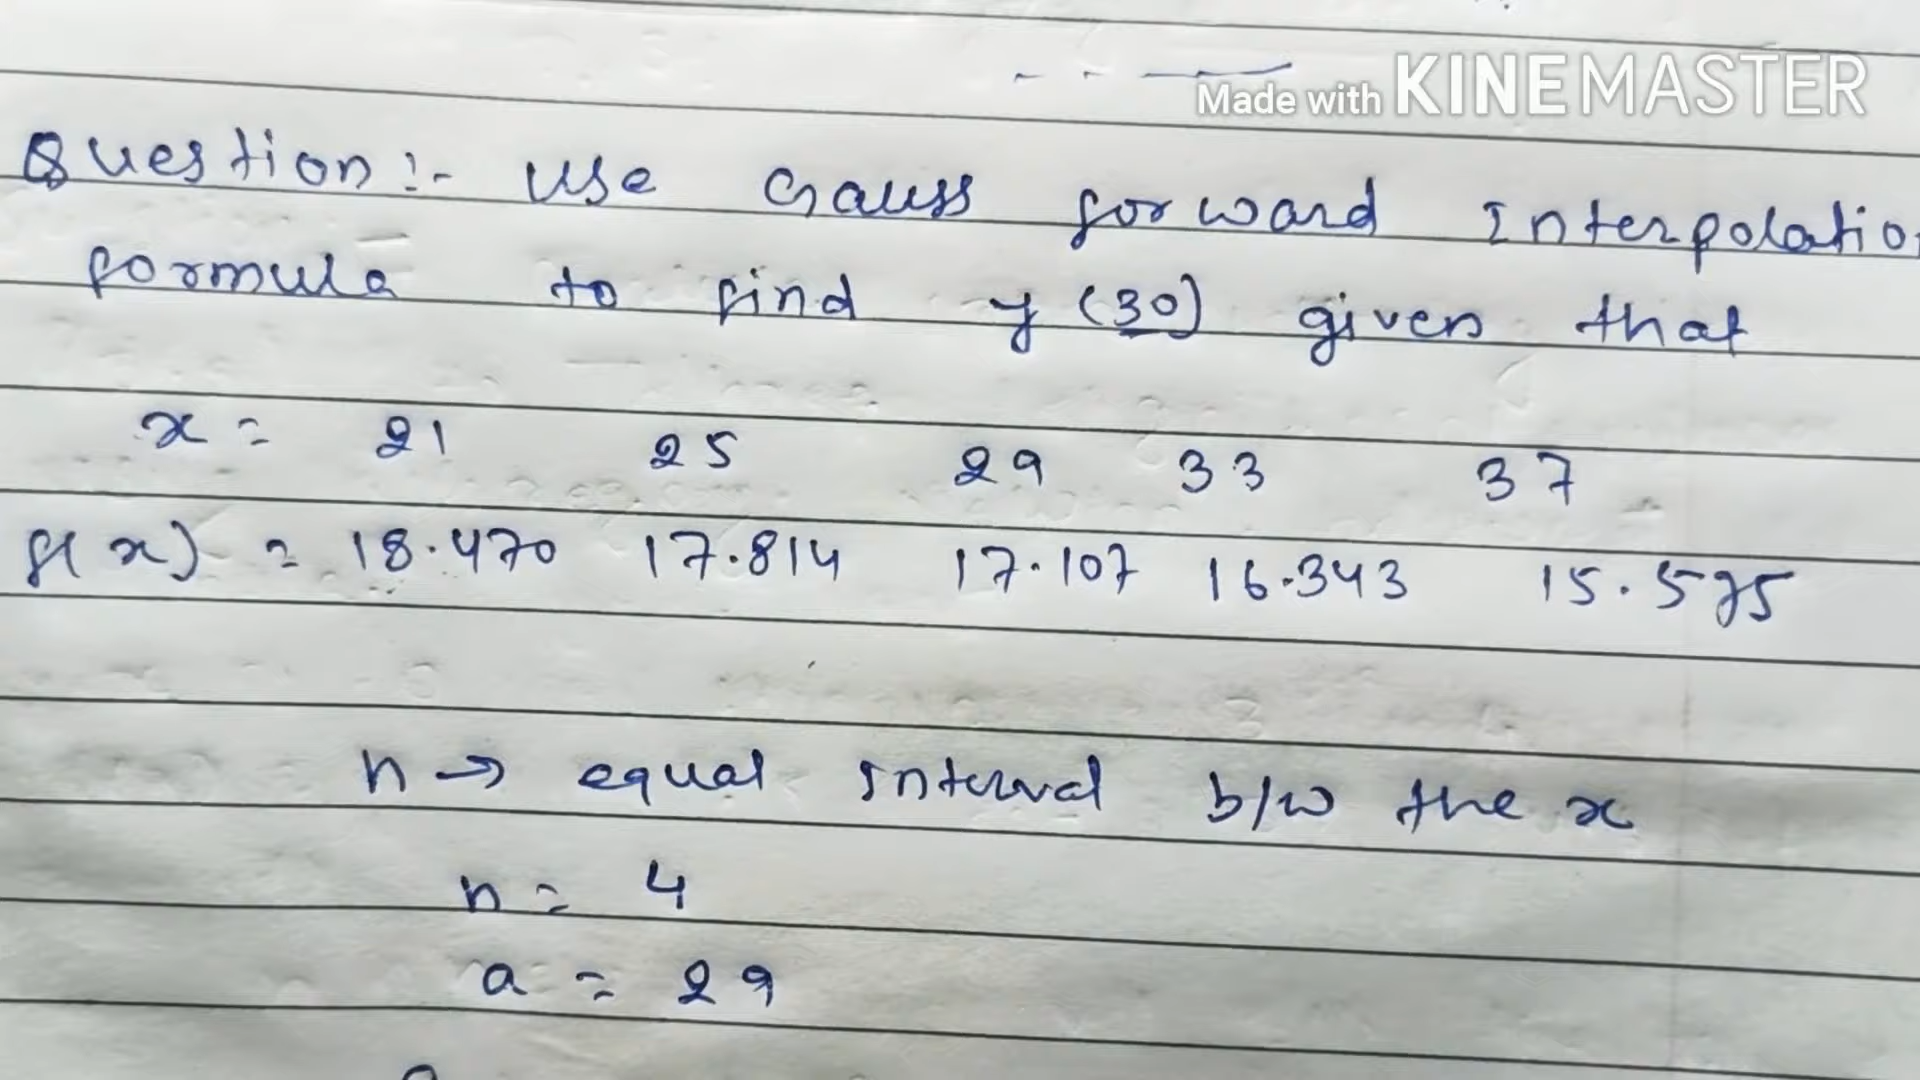 Made with KINEMASTER
Question:- Use Gauss forward Interpolatio
formula to find y (30) given that
x = 21 25 29 33 37
f(x) = 18.470 17.814 17.107 16.343 15.575
h → equal interval b/w the x
h = 4
a = 29